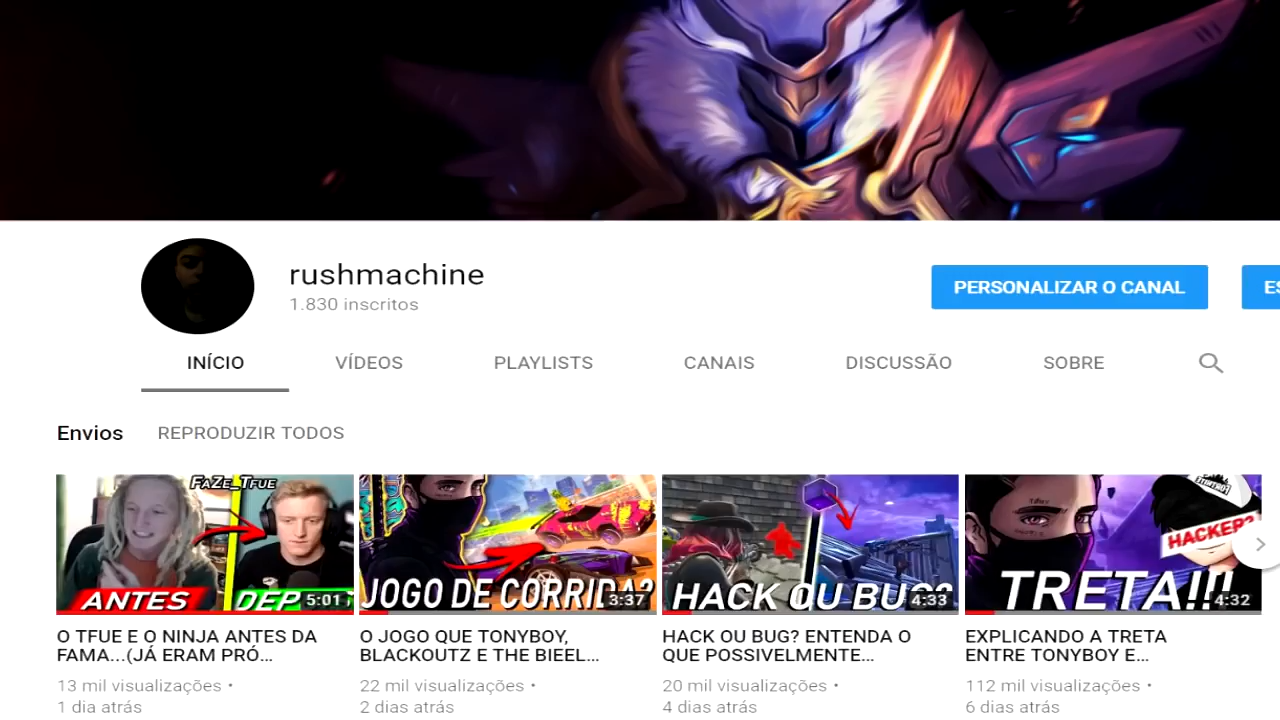 rushmachine
1.830 inscritos
PERSONALIZAR O CANAL
INÍCIO VÍDEOS PLAYLISTS CANAIS DISCUSSÃO SOBRE
Envios REPRODUZIR TODOS
FAZE_TFUE
ANTES
DEP
5:01
JOGO DE CORRIDA?
3:37
HACK OU BUG?
4:33
HACKER?
TRETA!!!
4:32
O TFUE E O NINJA ANTES DA
FAMA...(JÁ ERAM PRÓ...
13 mil visualizações •
1 dia atrás
O JOGO QUE TONYBOY,
BLACKOUTZ E THE BIEEL...
22 mil visualizações •
2 dias atrás
HACK OU BUG? ENTENDA O
QUE POSSIVELMENTE...
20 mil visualizações •
4 dias atrás
EXPLICANDO A TRETA
ENTRE TONYBOY E...
112 mil visualizações •
6 dias atrás